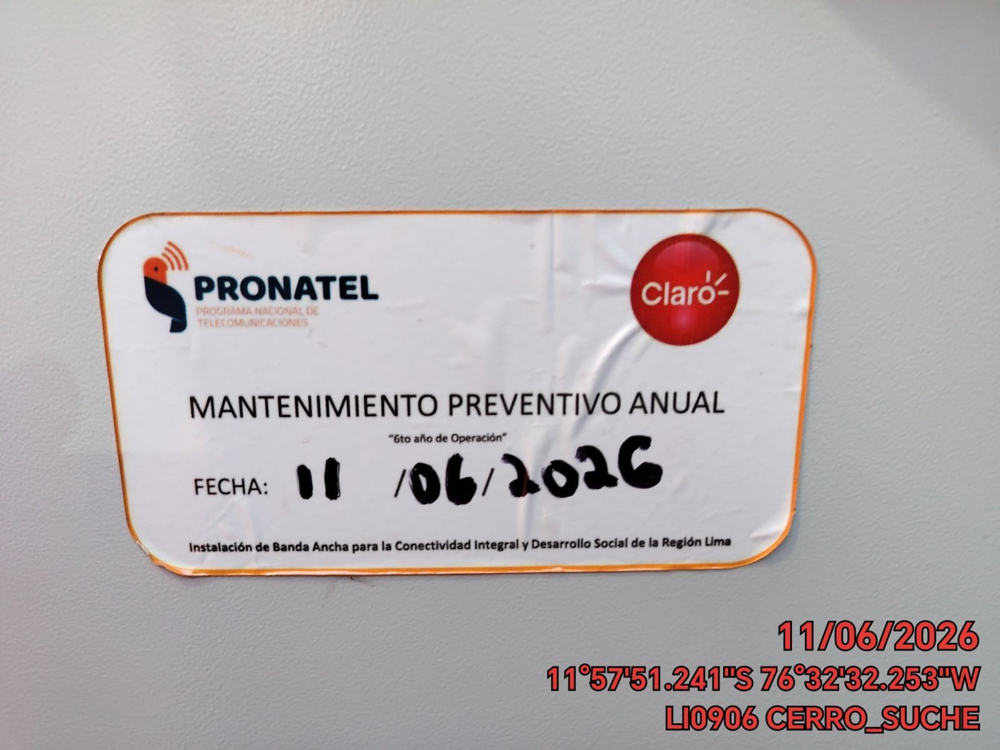 PRONATEL
PROGRAMA NACIONAL DE
TELECOMUNICACIONES
Claro
MANTENIMIENTO PREVENTIVO ANUAL
"6to año de Operación"
FECHA: 11 /06/2026
Instalación de Banda Ancha para la Conectividad Integral y Desarrollo Social de la Región Lima
11/06/2026
11°57'51.241"S 76°32'32.253"W
LI0906 CERRO_SUCHE